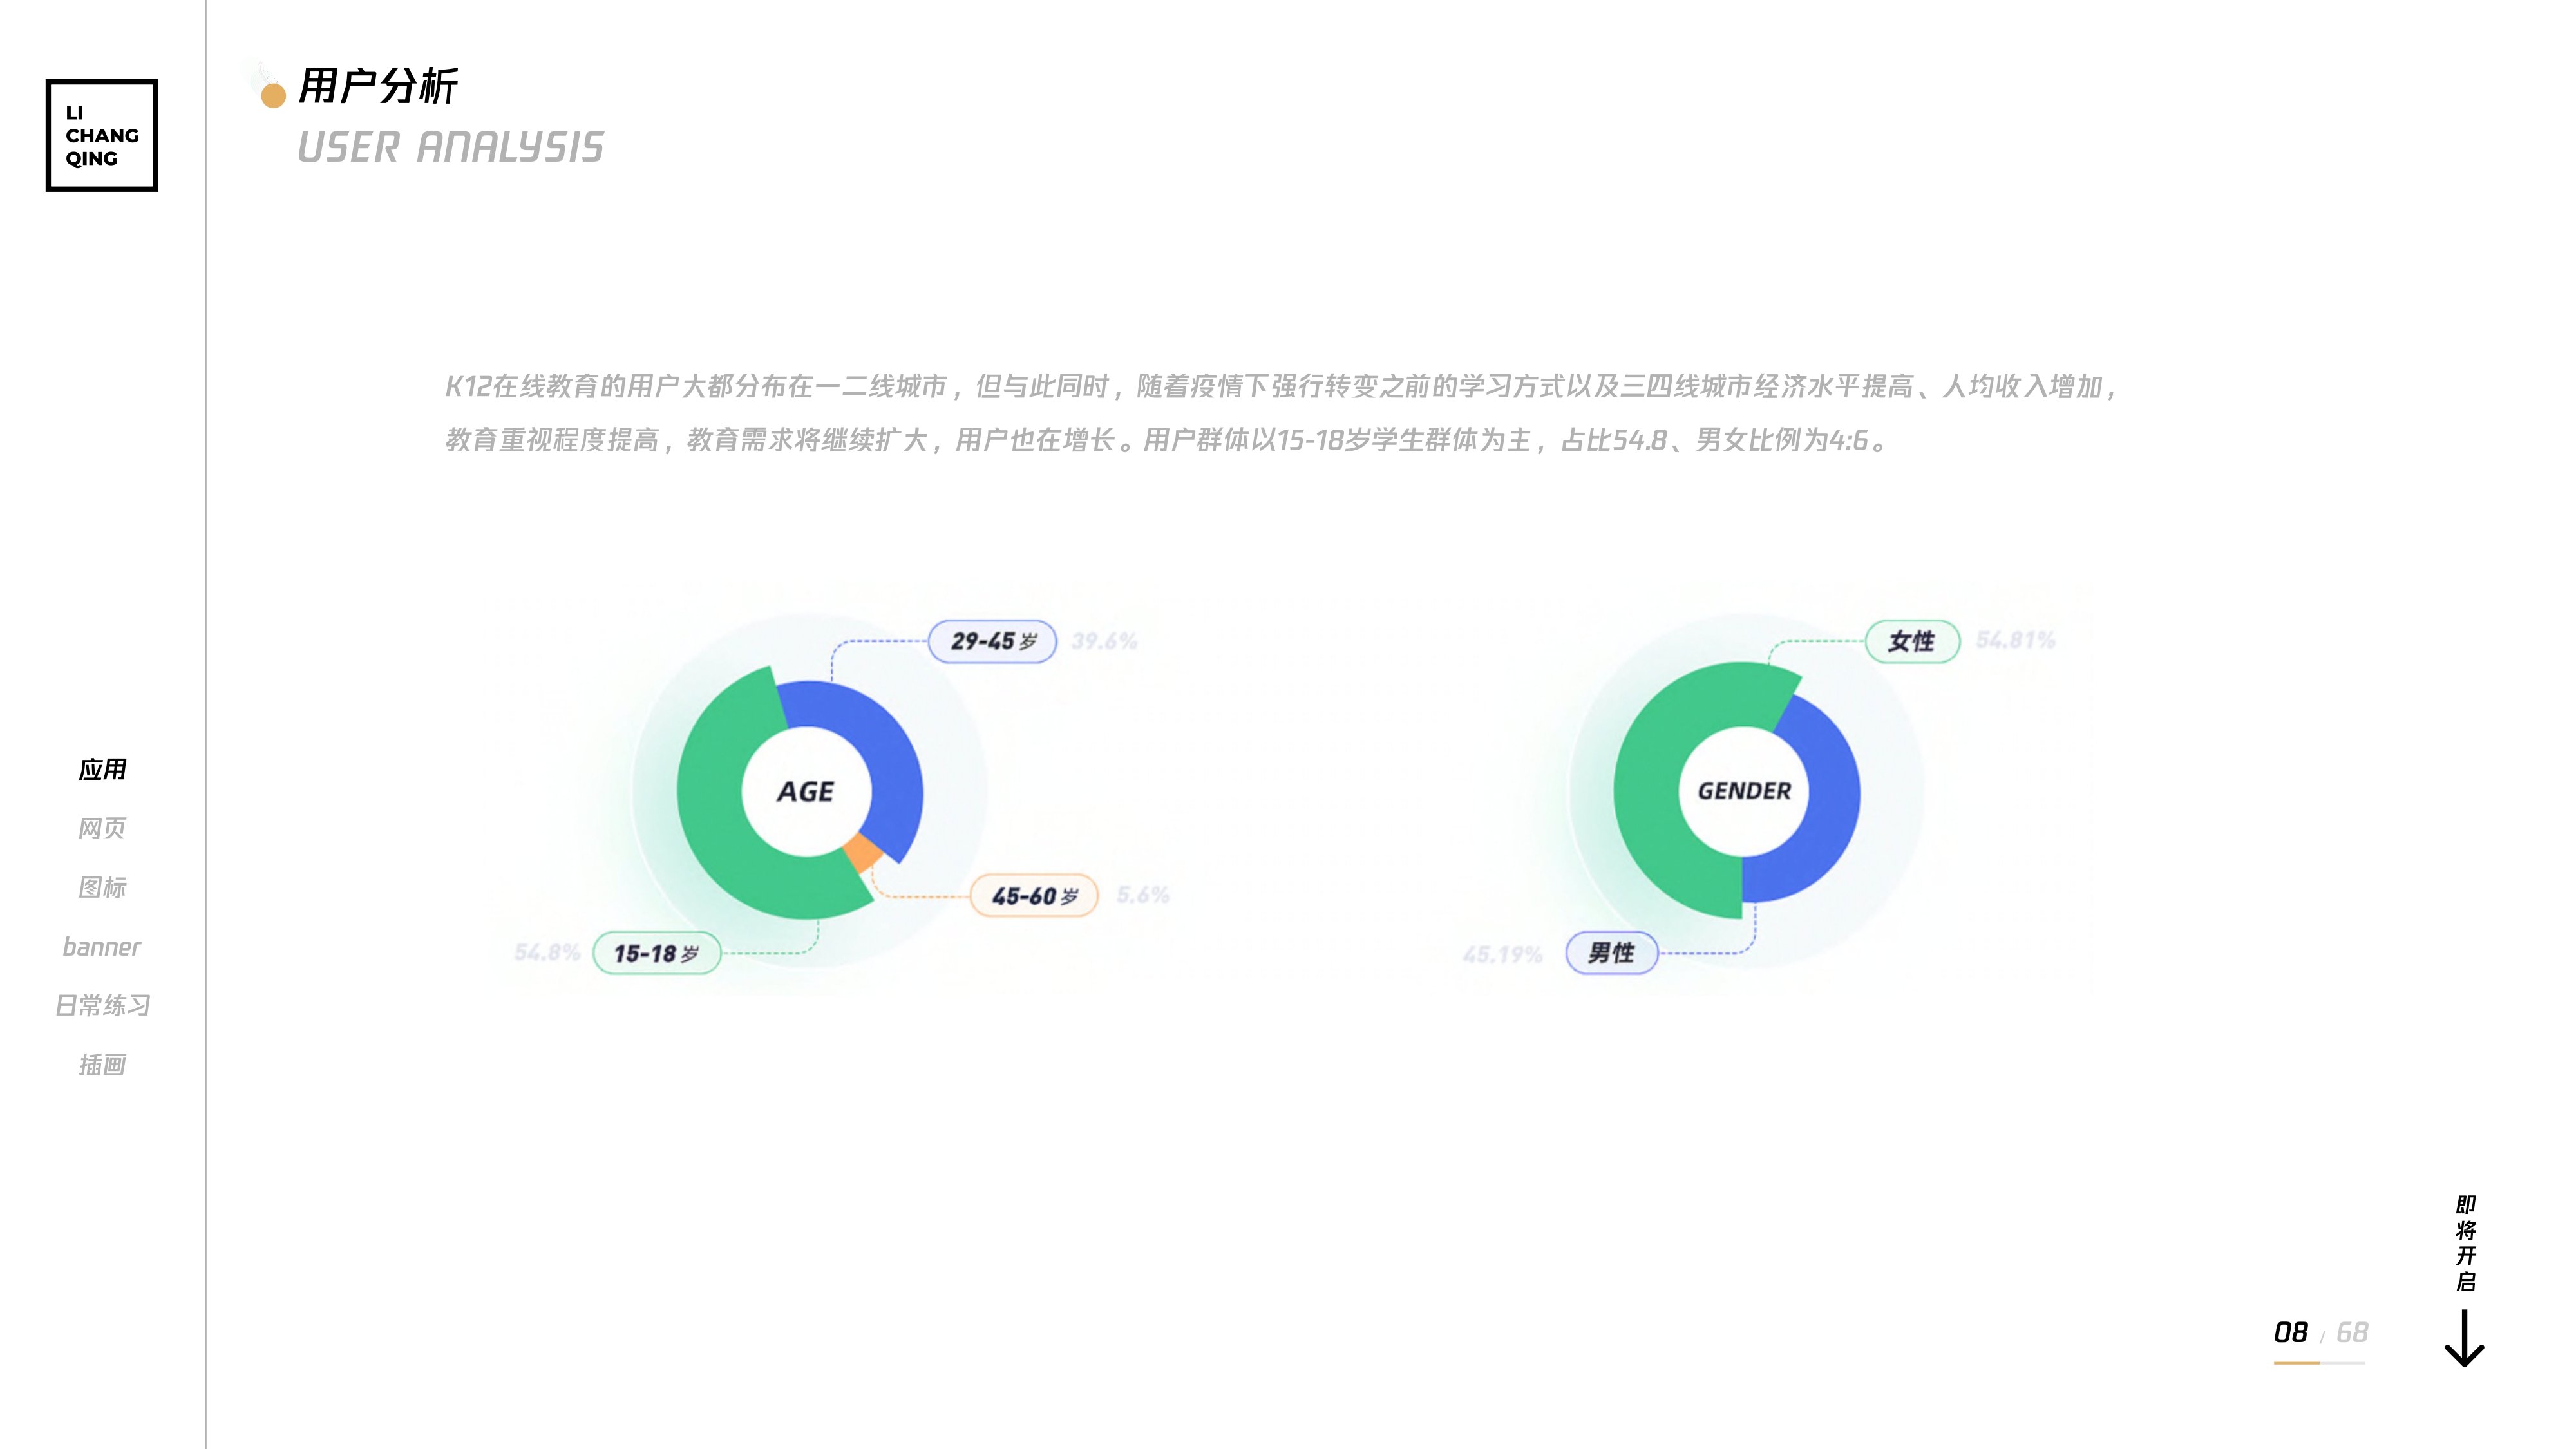 LI
CHANG
QING
用户分析
USER ANALYSIS
K12在线教育的用户大都分布在一二线城市，但与此同时，随着疫情下强行转变之前的学习方式以及三四线城市经济水平提高、人均收入增加，
教育重视程度提高，教育需求将继续扩大，用户也在增长。用户群体以15-18岁学生群体为主，占比54.8、男女比例为4:6。
29-45 岁 39.6%
AGE
45-60 岁 5.6%
54.8% 15-18 岁
女性 54.81%
GENDER
45.19% 男性
应用
网页
图标
banner
日常练习
插画
即
将
开
启
08 / 68